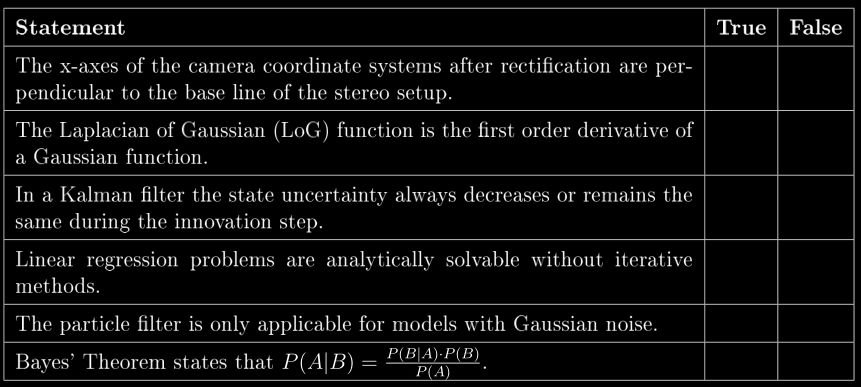 Statement True False
The x-axes of the camera coordinate systems after rectification are per-
pendicular to the base line of the stereo setup.
The Laplacian of Gaussian (LoG) function is the first order derivative of
a Gaussian function.
In a Kalman filter the state uncertainty always decreases or remains the
same during the innovation step.
Linear regression problems are analytically solvable without iterative
methods.
The particle filter is only applicable for models with Gaussian noise.
Bayes' Theorem states that P(A|B) = P(B|A)·P(B) / P(A).